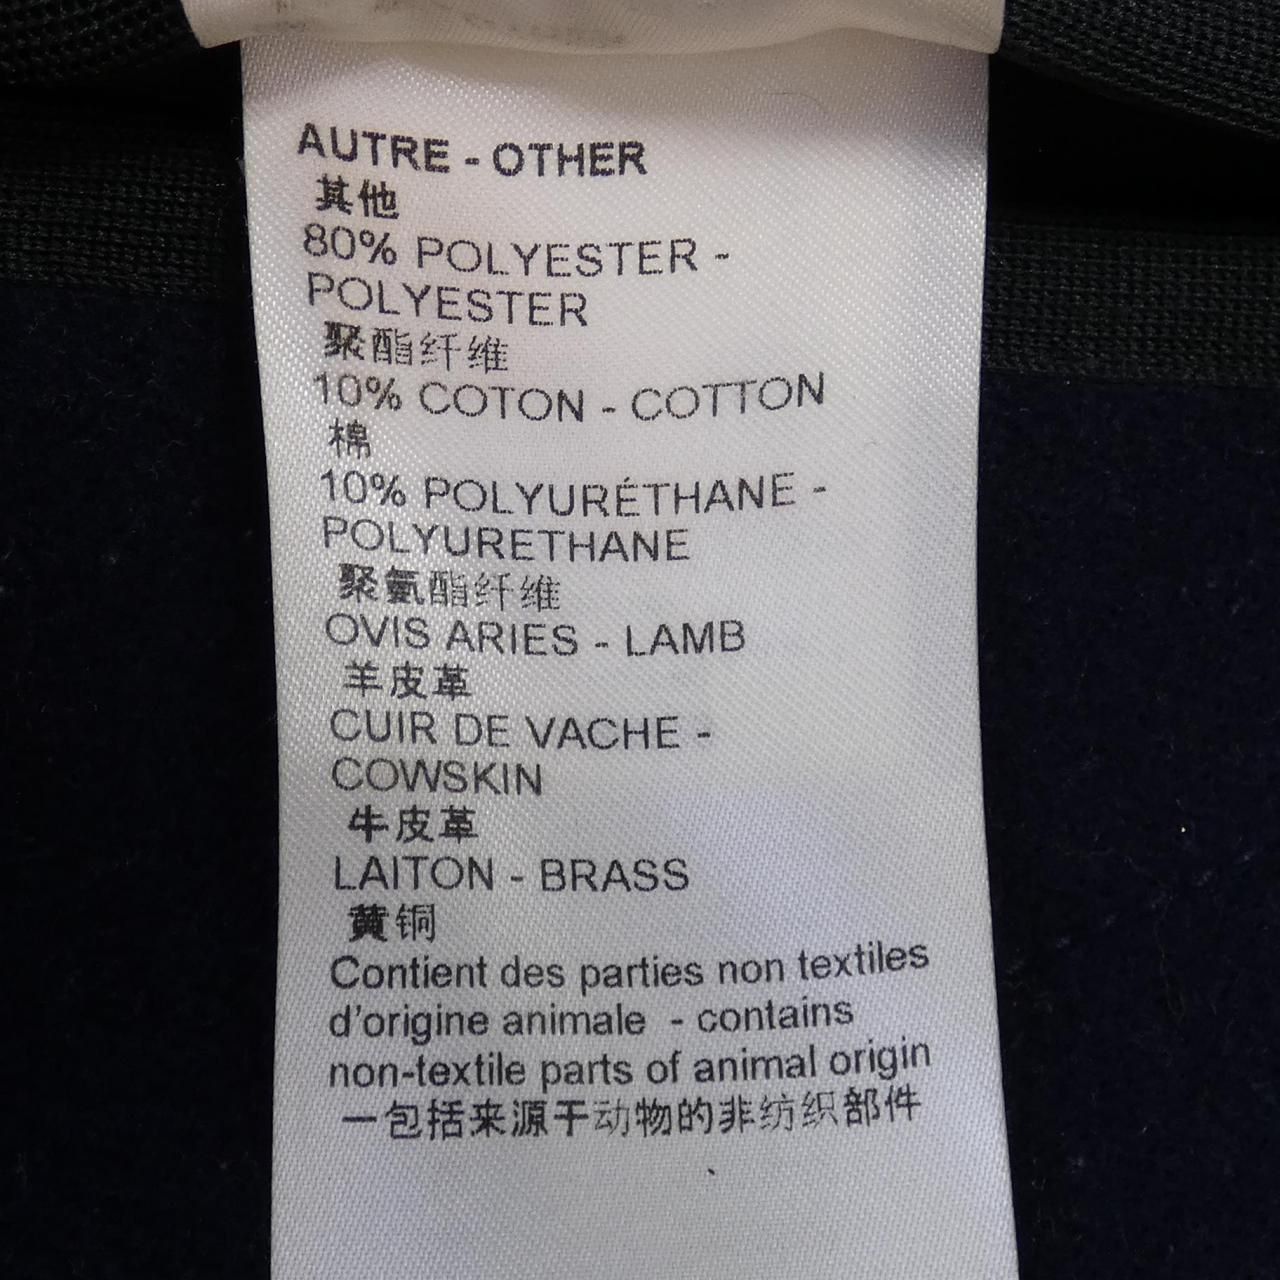 AUTRE - OTHER
其他
80% POLYESTER -
POLYESTER
聚酯纤维
10% COTON - COTTON
棉
10% POLYURÉTHANE -
POLYURETHANE
聚氨酯纤维
OVIS ARIES - LAMB
羊皮革
CUIR DE VACHE -
COWSKIN
牛皮革
LAITON - BRASS
黄铜
Contient des parties non textiles
d'origine animale - contains
non-textile parts of animal origin
一包括来源于动物的非纺织部件